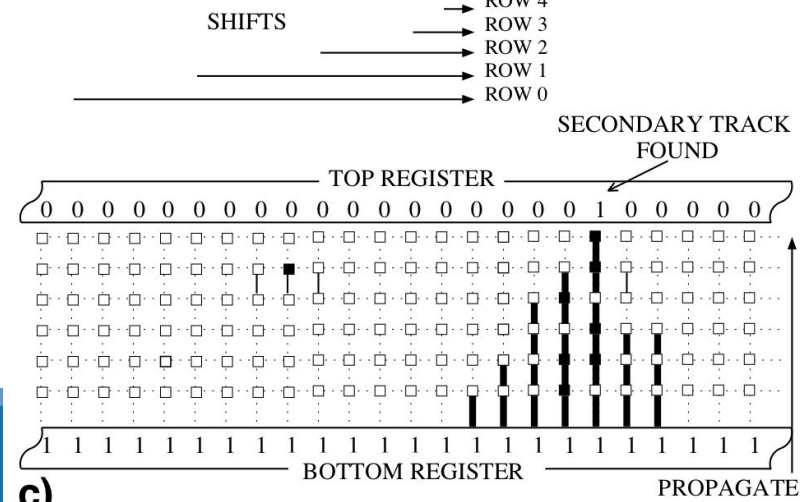 ROW 4
SHIFTS
ROW 3
ROW 2
ROW 1
ROW 0
SECONDARY TRACK
FOUND
TOP REGISTER
0 0 0 0 0 0 0 0 0 0 0 0 0 0 0 0 0 0 1 0 0 0 0 0
1 1 1 1 1 1 1 1 1 1 1 1 1 1 1 1 1 1 1 1 1 1 1 1
BOTTOM REGISTER
PROPAGATE
c)